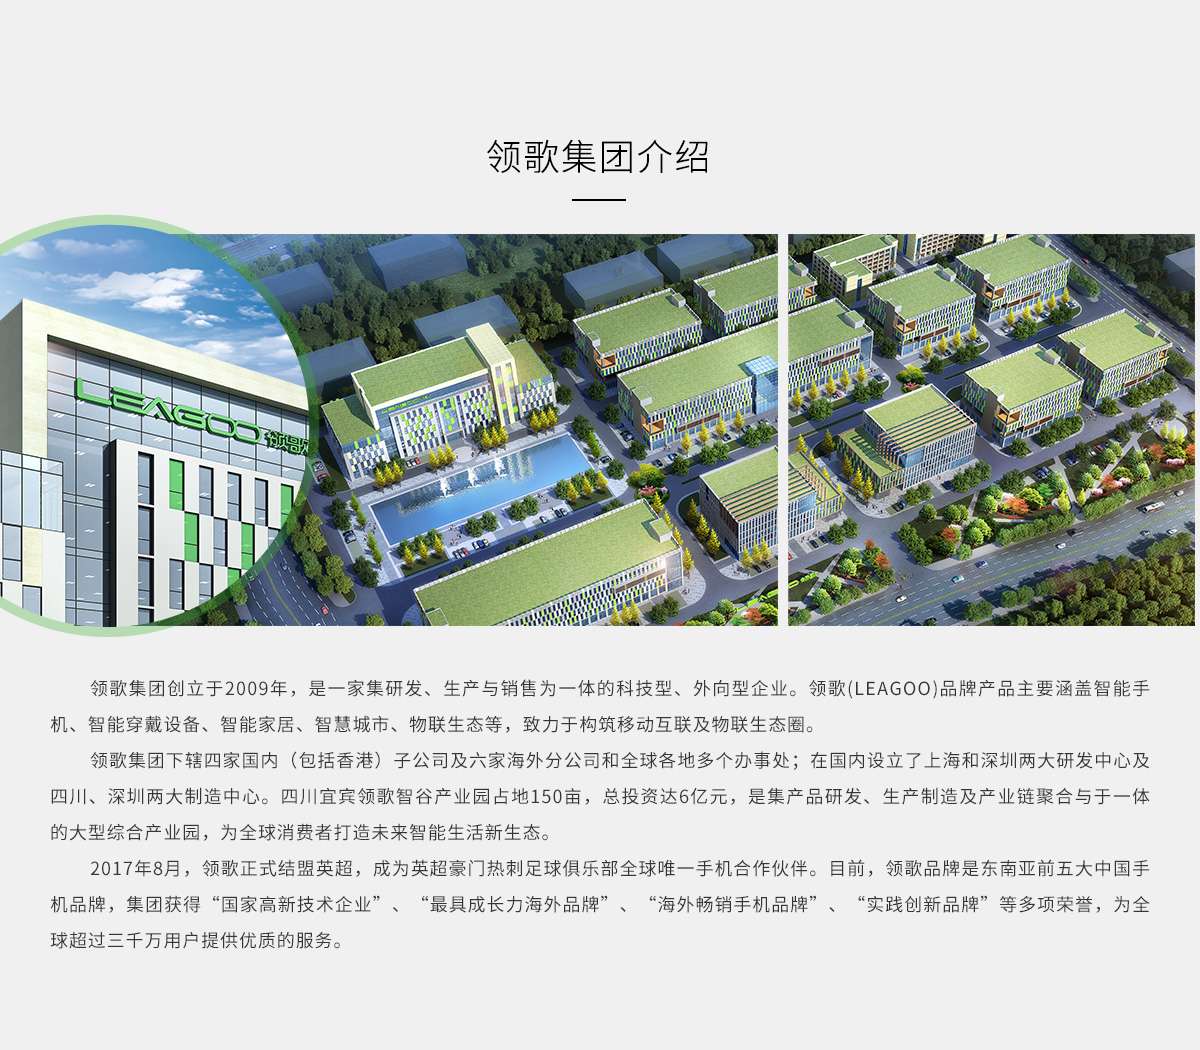 领歌集团介绍
LEAGOO
领歌集团创立于2009年，是一家集研发、生产与销售为一体的科技型、外向型企业。领歌(LEAGOO)品牌产品主要涵盖智能手
机、智能穿戴设备、智能家居、智慧城市、物联生态等，致力于构筑移动互联及物联生态圈。
领歌集团下辖四家国内（包括香港）子公司及六家海外分公司和全球各地多个办事处；在国内设立了上海和深圳两大研发中心及
四川、深圳两大制造中心。四川宜宾领歌智谷产业园占地150亩，总投资达6亿元，是集产品研发、生产制造及产业链聚合与于一体
的大型综合产业园，为全球消费者打造未来智能生活新生态。
2017年8月，领歌正式结盟英超，成为英超豪门热刺足球俱乐部全球唯一手机合作伙伴。目前，领歌品牌是东南亚前五大中国手
机品牌，集团获得“国家高新技术企业”、“最具成长力海外品牌”、“海外畅销手机品牌”、“实践创新品牌”等多项荣誉，为全
球超过三千万用户提供优质的服务。